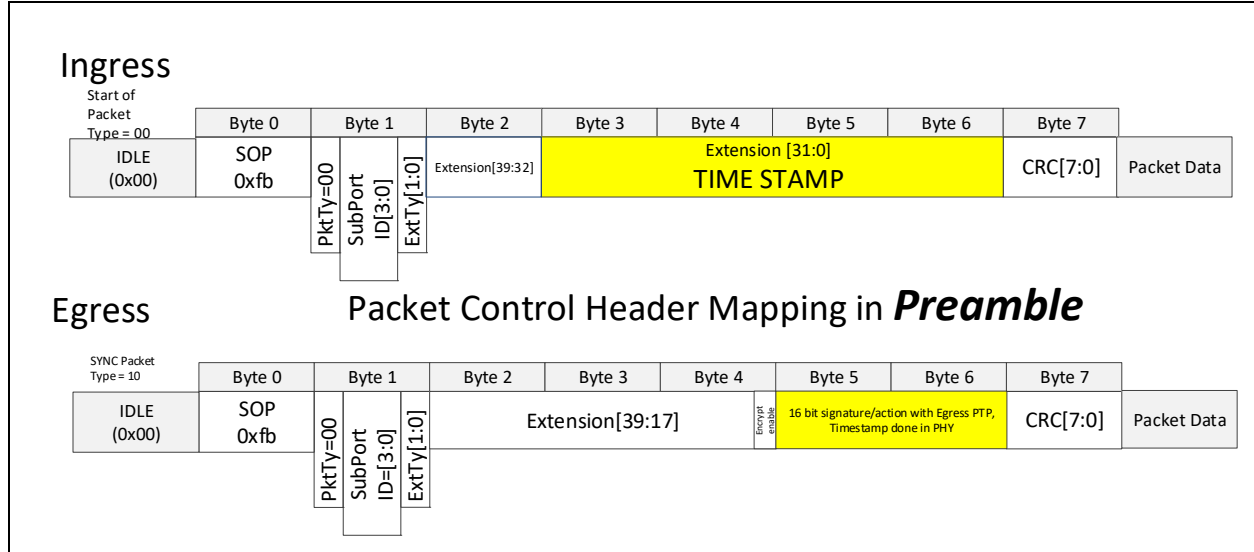 Ingress
Start of
Packet
Type = 00
Byte 0 Byte 1 Byte 2 Byte 3 Byte 4 Byte 5 Byte 6 Byte 7
IDLE
(0x00)
SOP
0xfb
PktTy=00
SubPort
ID[3:0]
ExtTy[1:0]
Extension[39:32]
Extension [31:0]
TIME STAMP
CRC[7:0]
Packet Data
Egress
Packet Control Header Mapping in Preamble
SYNC Packet
Type = 10
Byte 0 Byte 1 Byte 2 Byte 3 Byte 4 Byte 5 Byte 6 Byte 7
IDLE
(0x00)
SOP
0xfb
PktTy=00
SubPort
ID=[3:0]
ExtTy[1:0]
Extension[39:17]
Encrypt
enable
16 bit signature/action with Egress PTP,
Timestamp done in PHY
CRC[7:0]
Packet Data